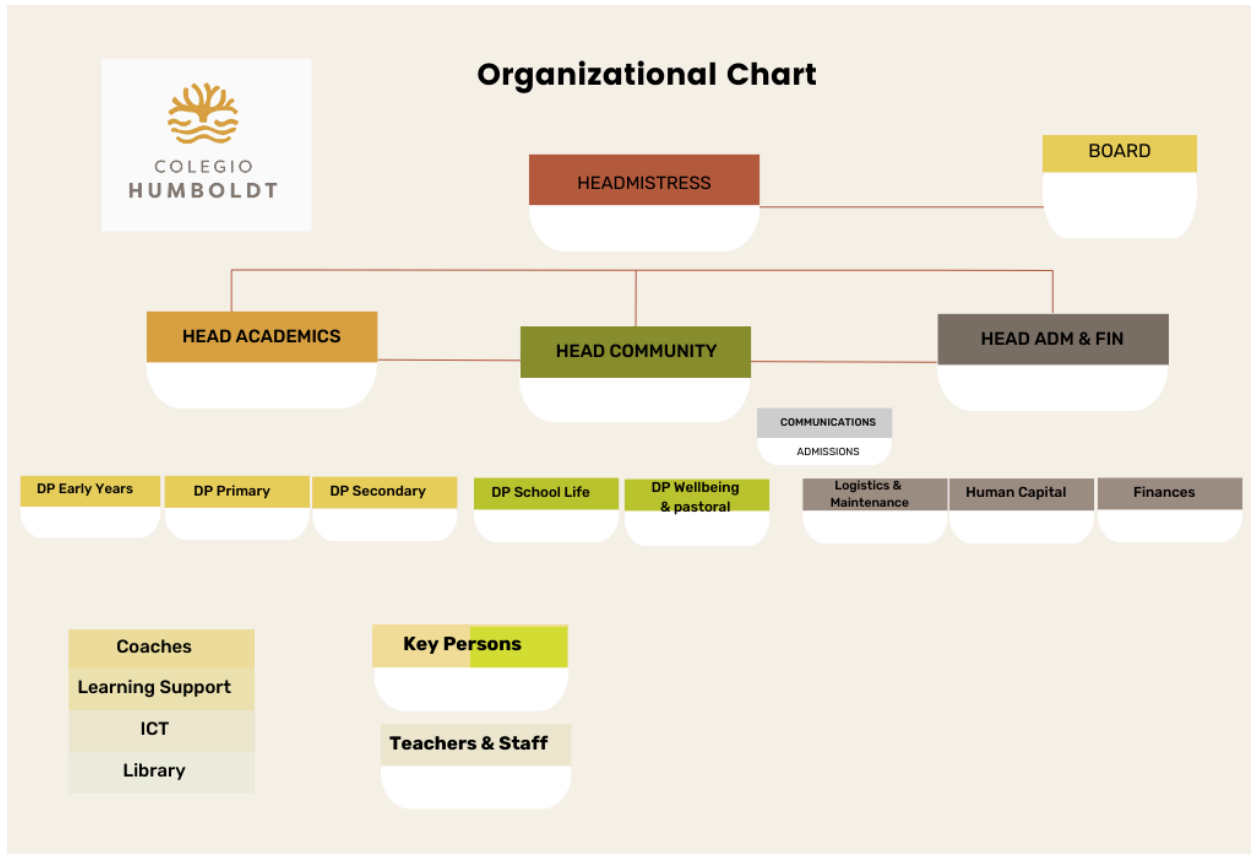 Organizational Chart
COLEGIO
HUMBOLDT
BOARD
HEADMISTRESS
HEAD ACADEMICS
HEAD COMMUNITY
HEAD ADM & FIN
COMMUNICATIONS
ADMISSIONS
DP Early Years
DP Primary
DP Secondary
DP School Life
DP Wellbeing
& pastoral
Logistics &
Maintenance
Human Capital
Finances
Coaches
Learning Support
ICT
Library
Key Persons
Teachers & Staff